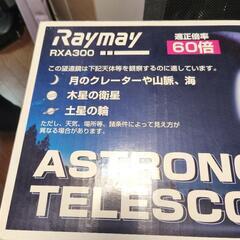 Raymay
RXA300
適正倍率
60倍
この望遠鏡は下記天体等を観察するのに適しています。
◆ 月のクレーターや山脈、海
◆ 木星の衛星
◆ 土星の輪
ただし、天気、場所等、諸条件によって見え方が
異なる場合があります。
ASTRONO
TELESCO